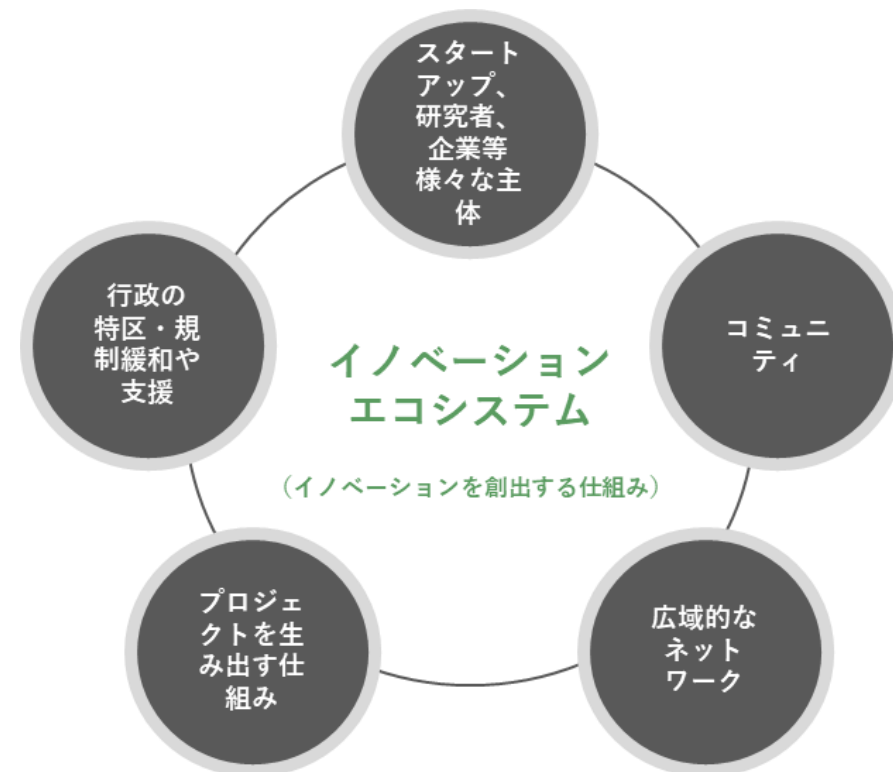 スタート
アップ、
研究者、
企業等
様々な主
体
行政の
特区・規
制緩和や
支援
コミュニ
ティ
イノベーション
エコシステム
（イノベーションを創出する仕組み）
プロジェ
クトを生
み出す仕
組み
広域的な
ネット
ワーク